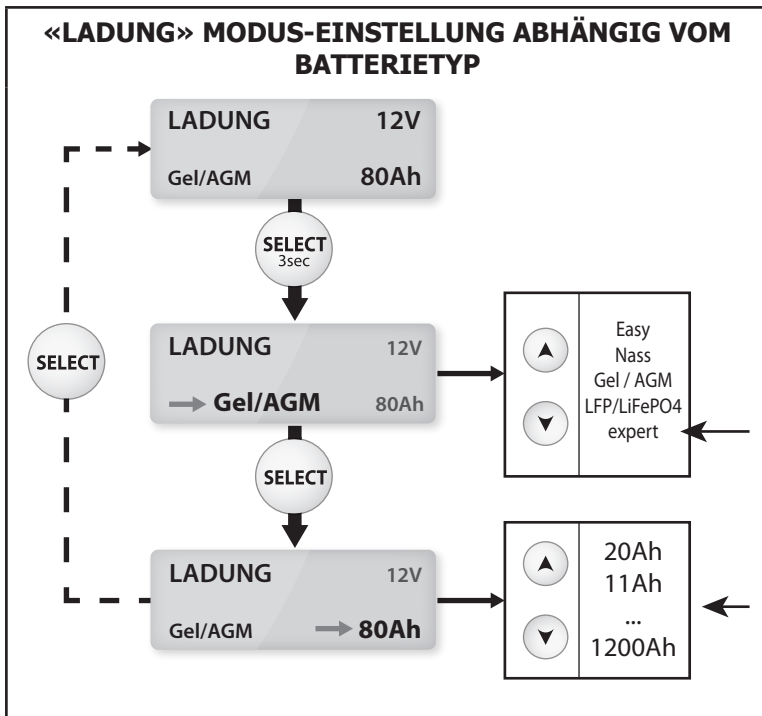 «LADUNG» MODUS-EINSTELLUNG ABHÄNGIG VOM
BATTERIETYP
LADUNG 12V
Gel/AGM 80Ah
SELECT
3sec
SELECT
LADUNG 12V
Gel/AGM 80Ah
Easy
Nass
Gel / AGM
LFP/LiFePO4
expert
SELECT
LADUNG 12V
Gel/AGM 80Ah
20Ah
11Ah
...
1200Ah